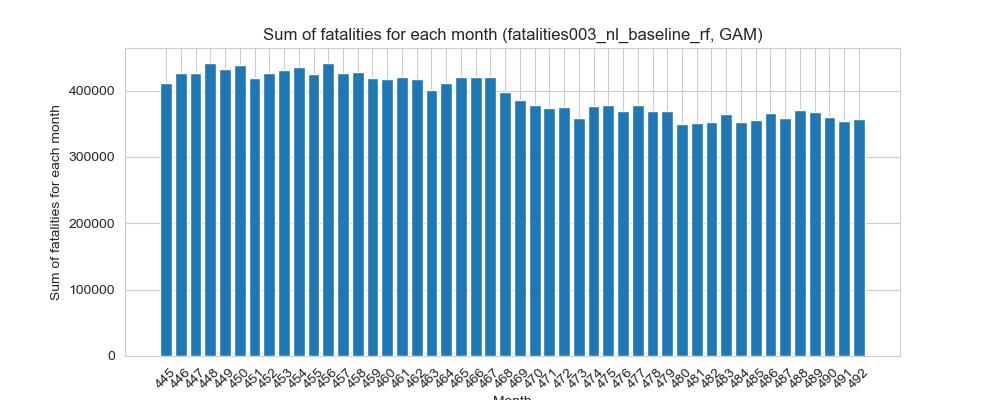 Sum of fatalities for each month (fatalities003_nl_baseline_rf, GAM)
Sum of fatalities for each month
400000
300000
200000
100000
0
445 446 447 448 449 450 451 452 453 454 455 456 457 458 459 460 461 462 463 464 465 466 467 468 469 470 471 472 473 474 475 476 477 478 479 480 481 482 483 484 485 486 487 488 489 490 491 492
Month